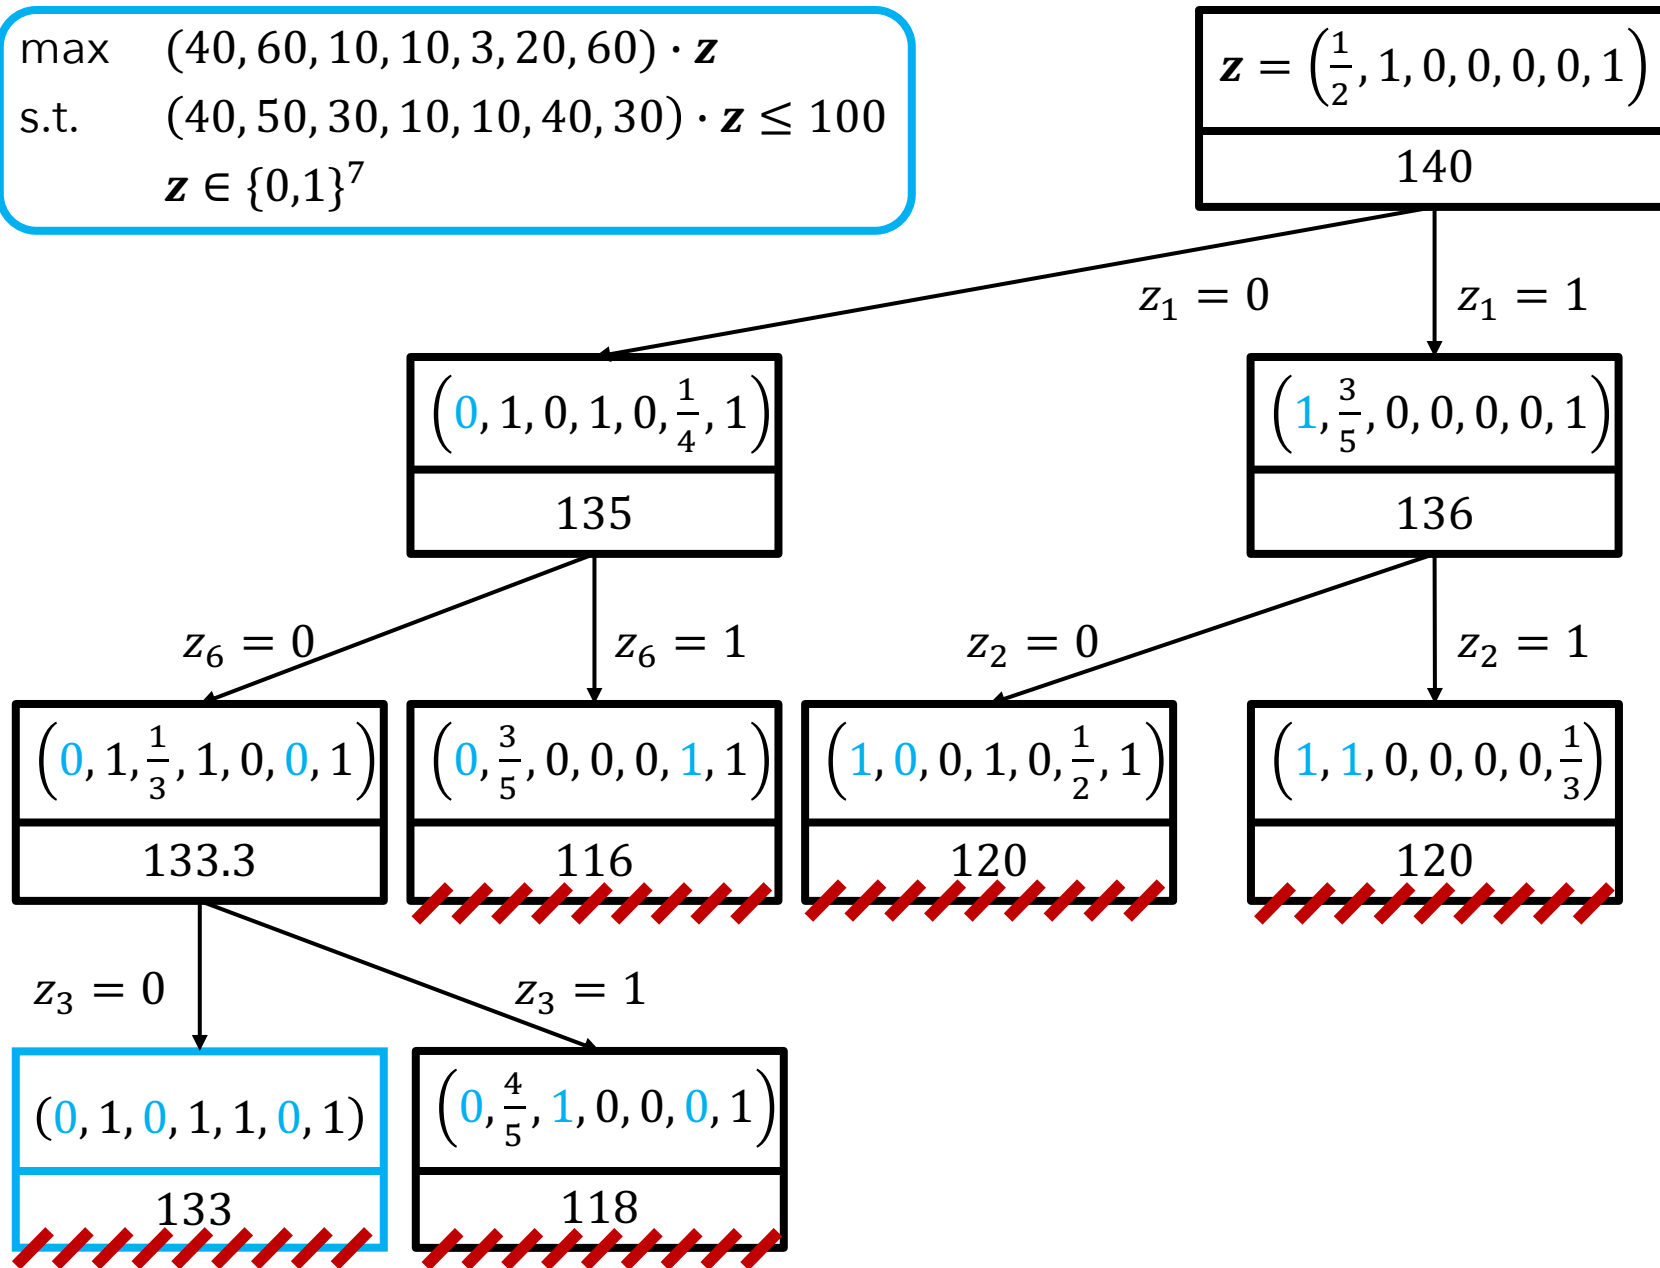 max (40, 60, 10, 10, 3, 20, 60) · z
s.t. (40, 50, 30, 10, 10, 40, 30) · z ≤ 100
z ∈ {0,1}⁷
z = (1/2, 1, 0, 0, 0, 0, 1)
140
z₁ = 0
z₁ = 1
(0, 1, 0, 1, 0, 1/4, 1)
135
(1, 3/5, 0, 0, 0, 0, 1)
136
z₆ = 0
z₆ = 1
z₂ = 0
z₂ = 1
(0, 1, 1/3, 1, 0, 0, 1)
133.3
(0, 3/5, 0, 0, 0, 1, 1)
116
(1, 0, 0, 1, 0, 1/2, 1)
120
(1, 1, 0, 0, 0, 0, 1/3)
120
z₃ = 0
z₃ = 1
(0, 1, 0, 1, 1, 0, 1)
133
(0, 4/5, 1, 0, 0, 0, 1)
118